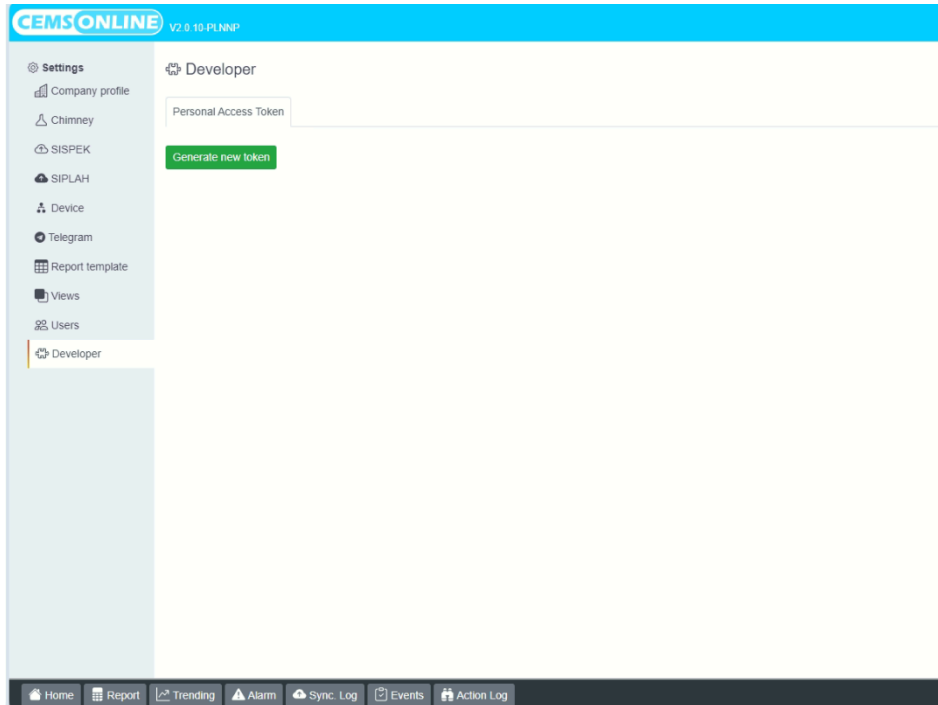 CEMS ONLINE V2.0.10-PLNNP
Settings
Company profile
Chimney
SISPEK
SIPLAH
Device
Telegram
Report template
Views
Users
Developer
Developer
Personal Access Token
Generate new token
Home Report Trending Alarm Sync. Log Events Action Log